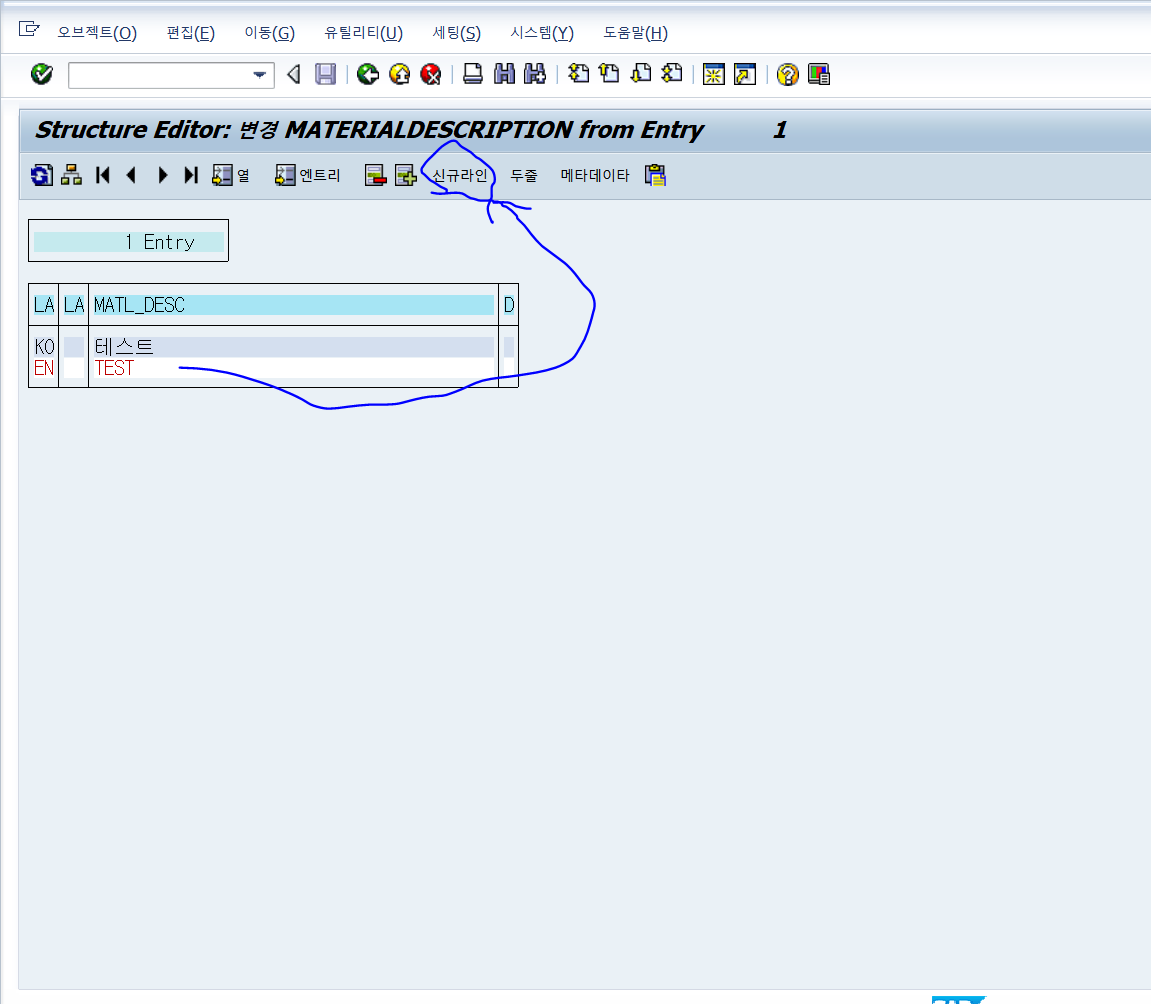 오브젝트(O) 편집(E) 이동(G) 유틸리티(U) 세팅(S) 시스템(Y) 도움말(H)
Structure Editor: 변경 MATERIALDESCRIPTION from Entry 1
열 엔트리 신규라인 두줄 메타데이타
1 Entry
LA LA MATL_DESC D
KO 테스트
EN TEST